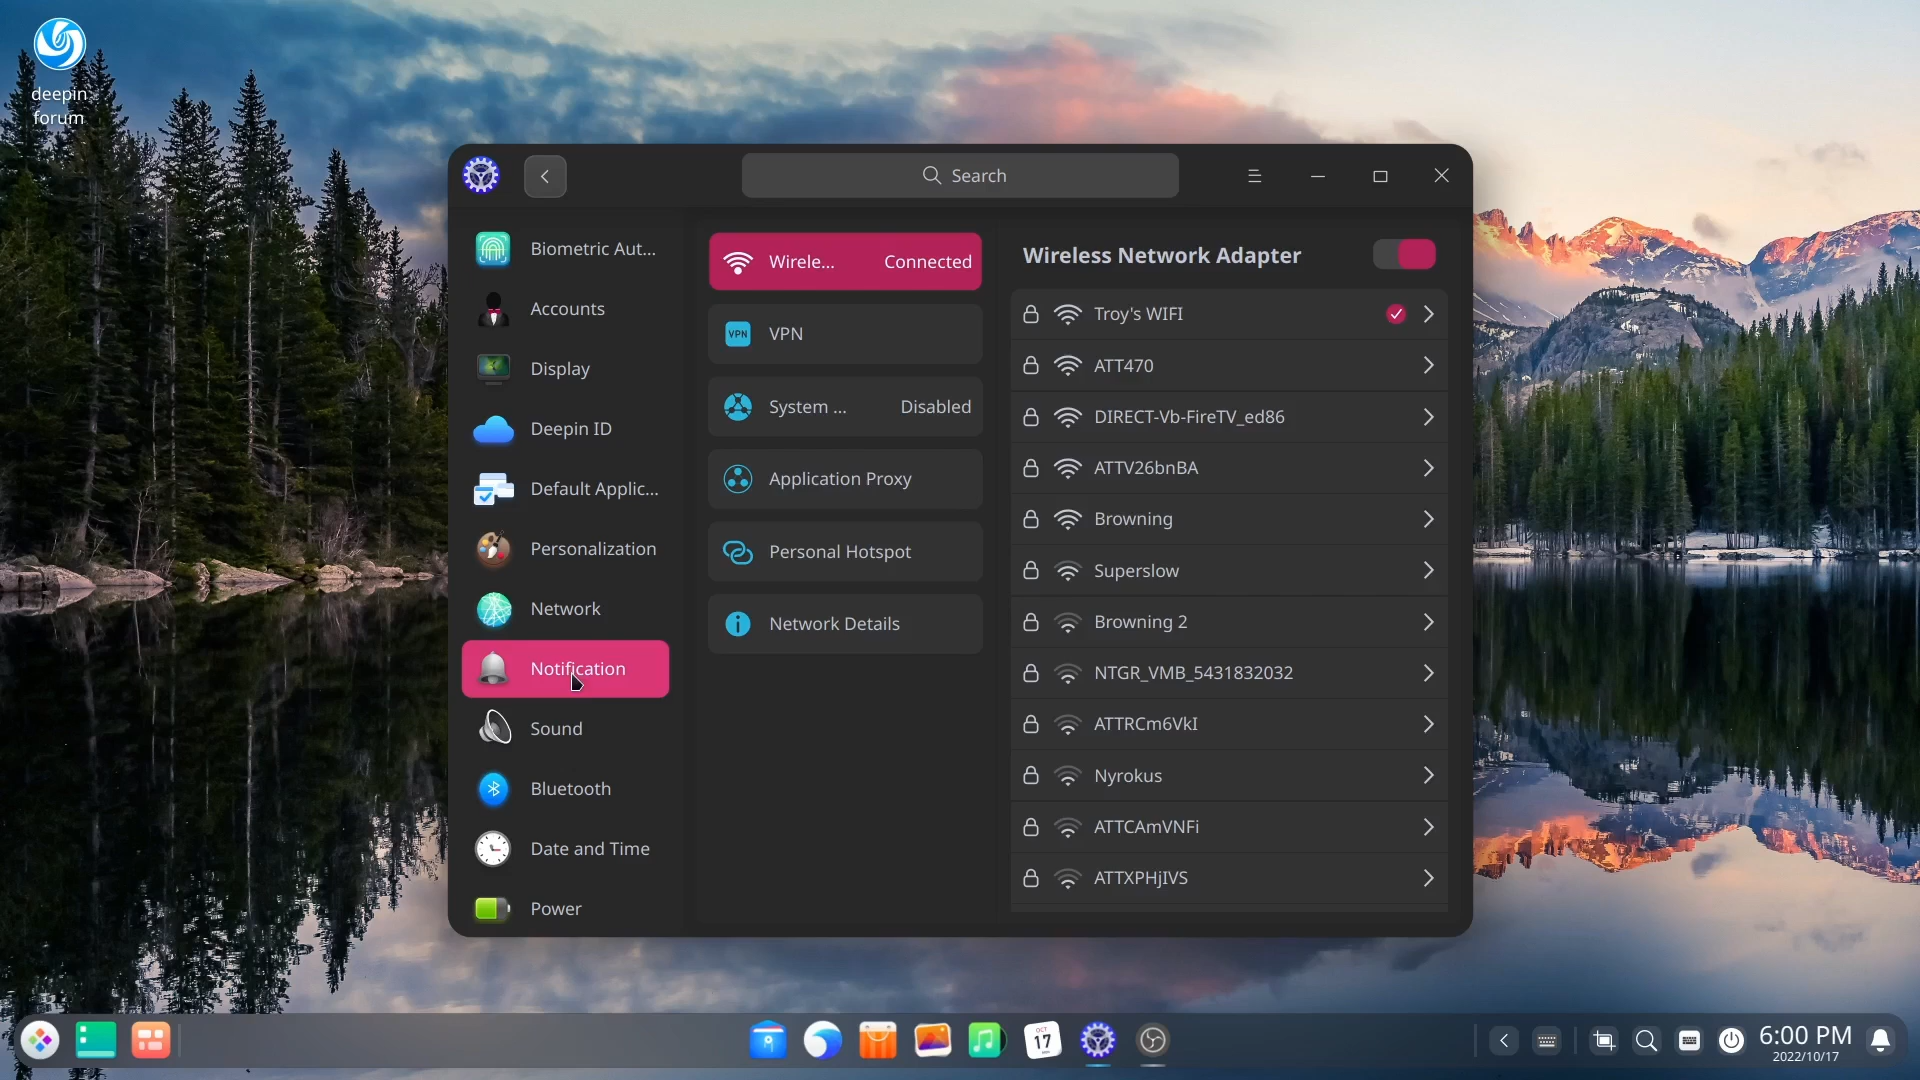 deepin
forum
Search
Biometric Aut...
Accounts
Display
Deepin ID
Default Applic...
Personalization
Network
Notification
Sound
Bluetooth
Date and Time
Power
Wirele... Connected
VPN VPN
System ... Disabled
Application Proxy
Personal Hotspot
Network Details
Wireless Network Adapter
Troy's WIFI
ATT470
DIRECT-Vb-FireTV_ed86
ATTV26bnBA
Browning
Superslow
Browning 2
NTGR_VMB_5431832032
ATTRCm6VkI
Nyrokus
ATTCAmVNFi
ATTXPHjIVS
OCT
17
6:00 PM
2022/10/17